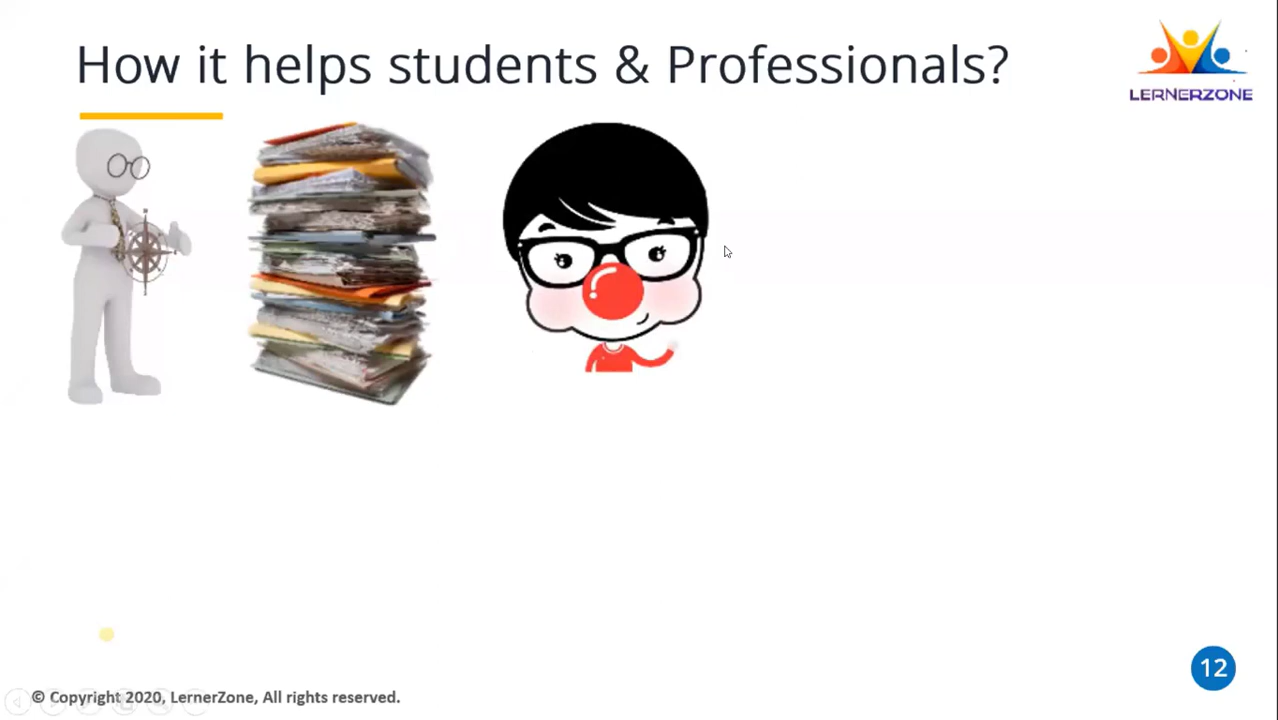 How it helps students & Professionals?
LERNERZONE
12
© Copyright 2020, LernerZone, All rights reserved.